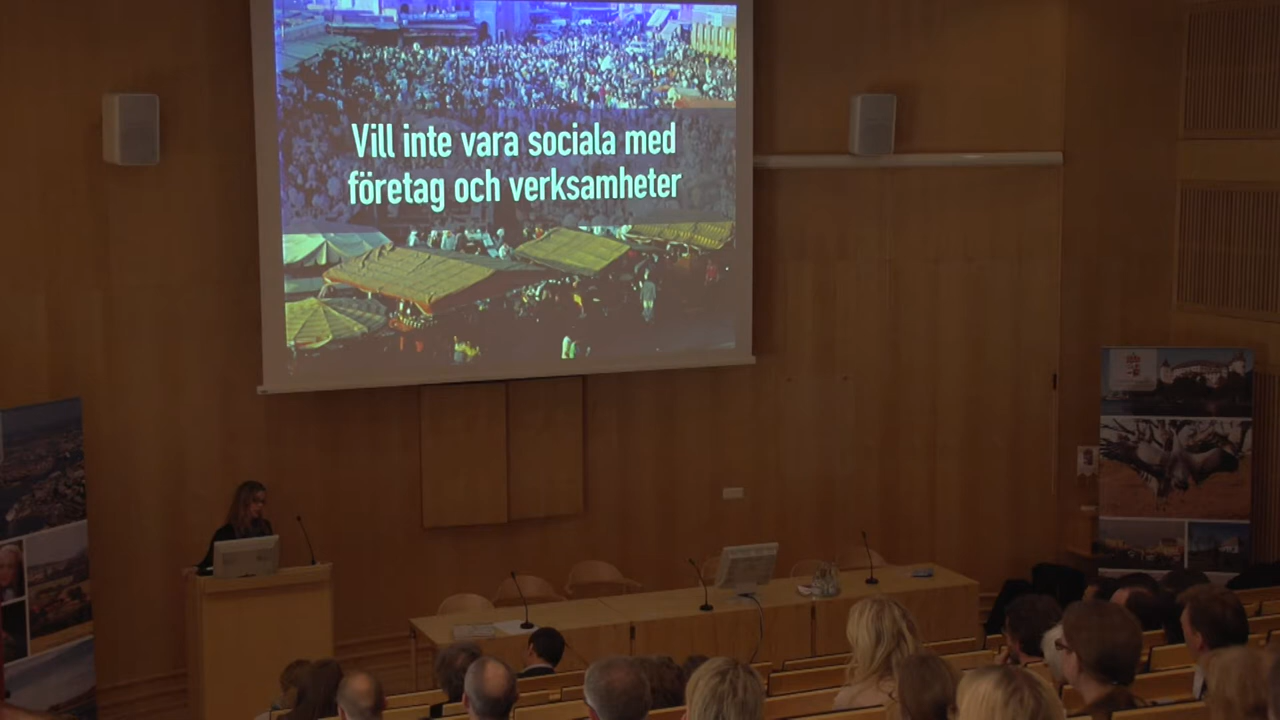 Vill inte vara sociala med
företag och verksamheter